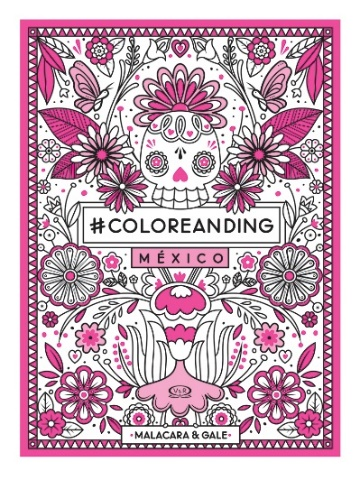 #COLOREANDING
MÉXICO
V&R
MALACARA & GALE